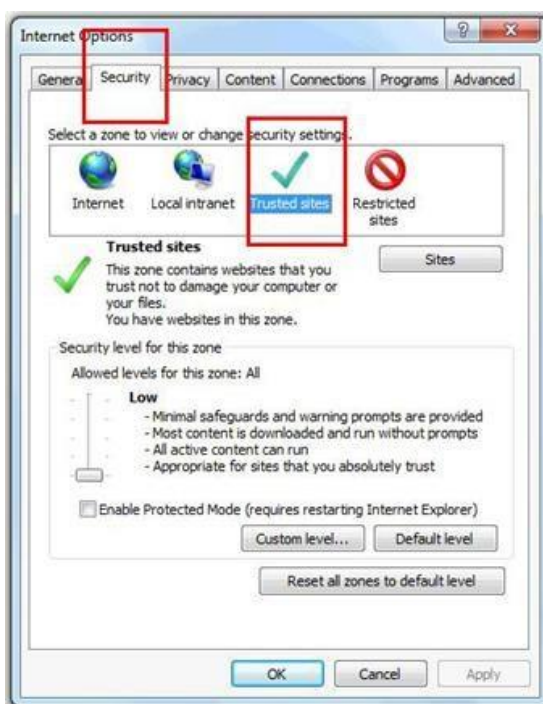 Internet Options
General Security Privacy Content Connections Programs Advanced
Select a zone to view or change security settings.
Internet Local intranet Trusted sites Restricted
sites
Trusted sites
Sites
This zone contains websites that you
trust not to damage your computer or
your files.
You have websites in this zone.
Security level for this zone
Allowed levels for this zone: All
Low
- Minimal safeguards and warning prompts are provided
- Most content is downloaded and run without prompts
- All active content can run
- Appropriate for sites that you absolutely trust
Enable Protected Mode (requires restarting Internet Explorer)
Custom level... Default level
Reset all zones to default level
OK Cancel Apply